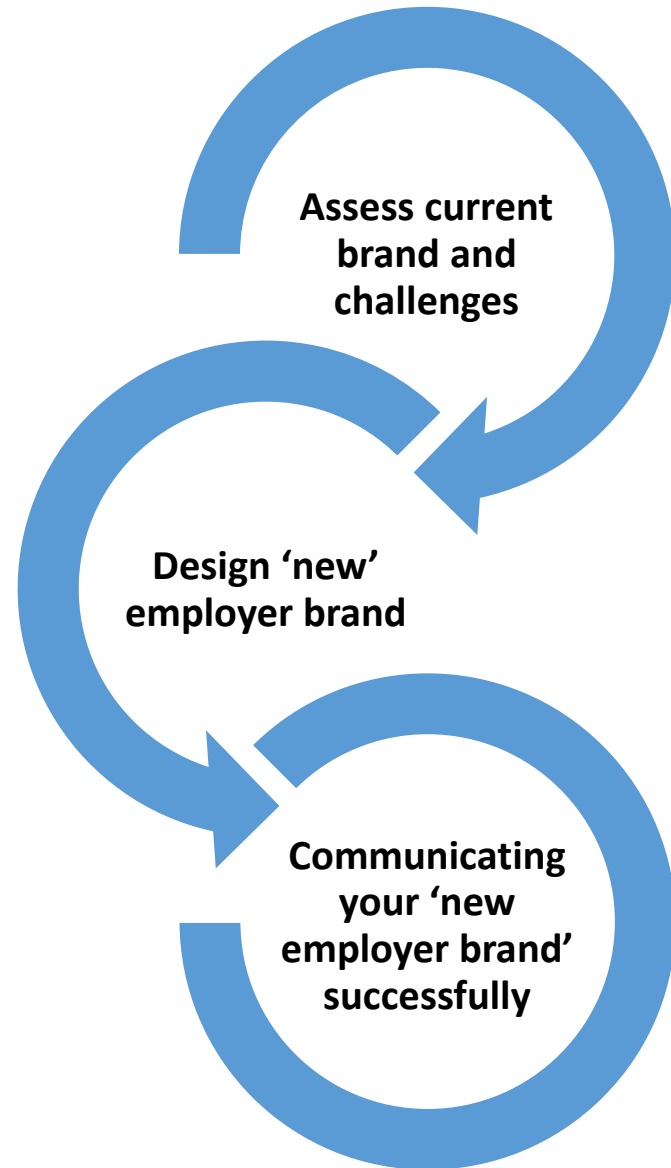 Assess current
brand and
challenges
Design ‘new’
employer brand
Communicating
your ‘new
employer brand’
successfully